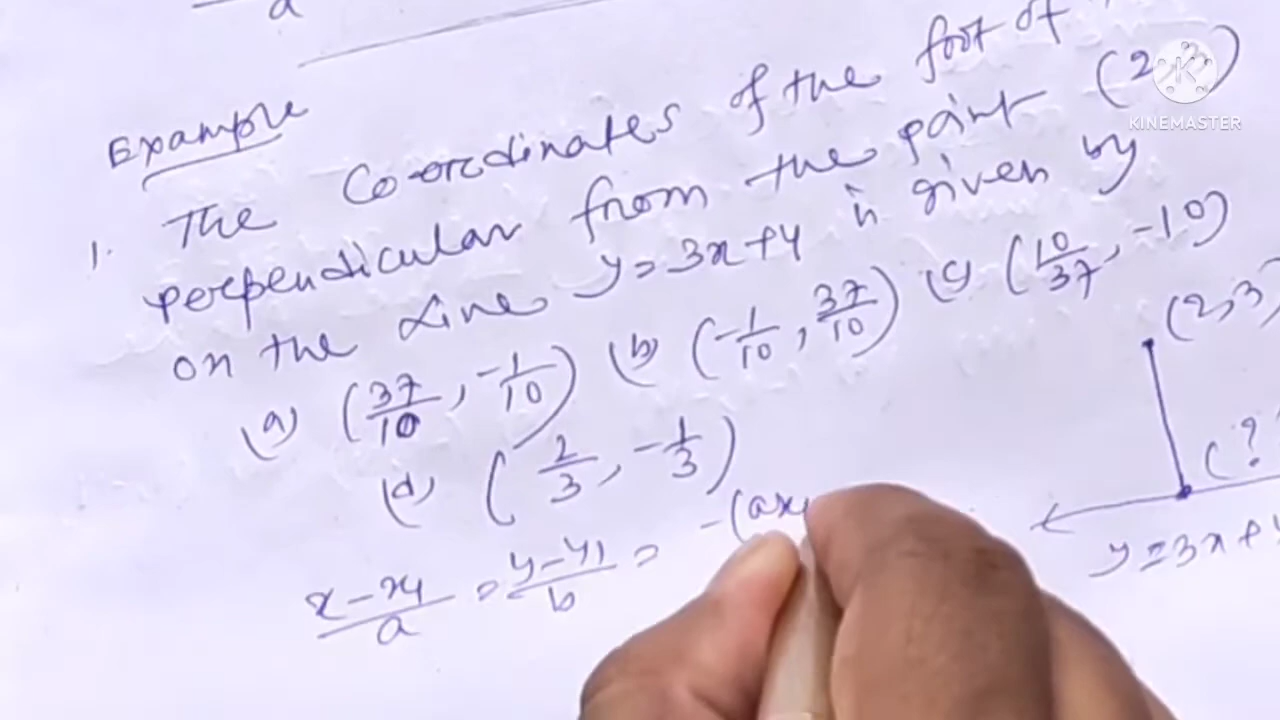 a
Example
1. The Co-ordinates of the foot of
perpendicular from the point (2,3)
on the line y=3x+4 is given by
(a) (37/10, -1/10) (b) (-1/10, 37/10) (c) (10/37, -10)
(d) (2/3, -1/3)
(x-x1)/a = (y-y1)/b = -(ax1
(2,3)
(?
y=3x+4
KINEMASTER